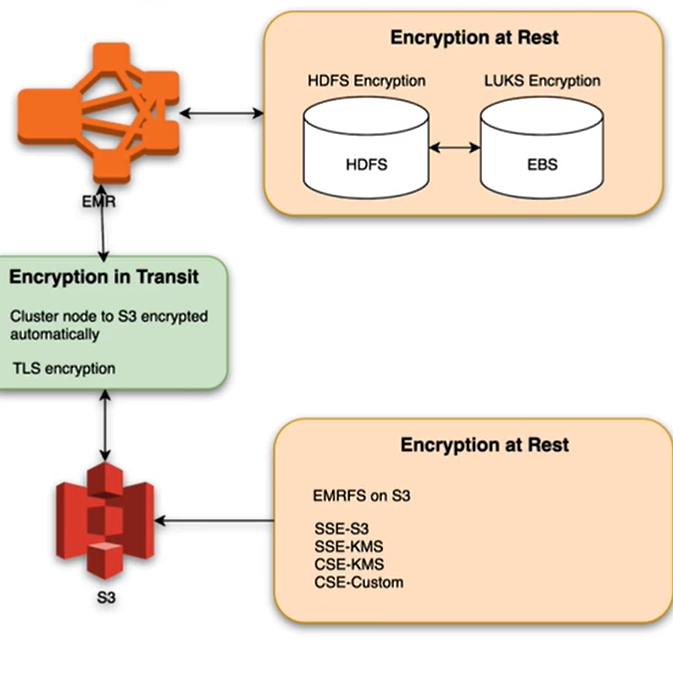 Encryption at Rest
HDFS Encryption
LUKS Encryption
HDFS
EBS
EMR
Encryption in Transit
Cluster node to S3 encrypted
automatically
TLS encryption
Encryption at Rest
EMRFS on S3
SSE-S3
SSE-KMS
CSE-KMS
CSE-Custom
S3